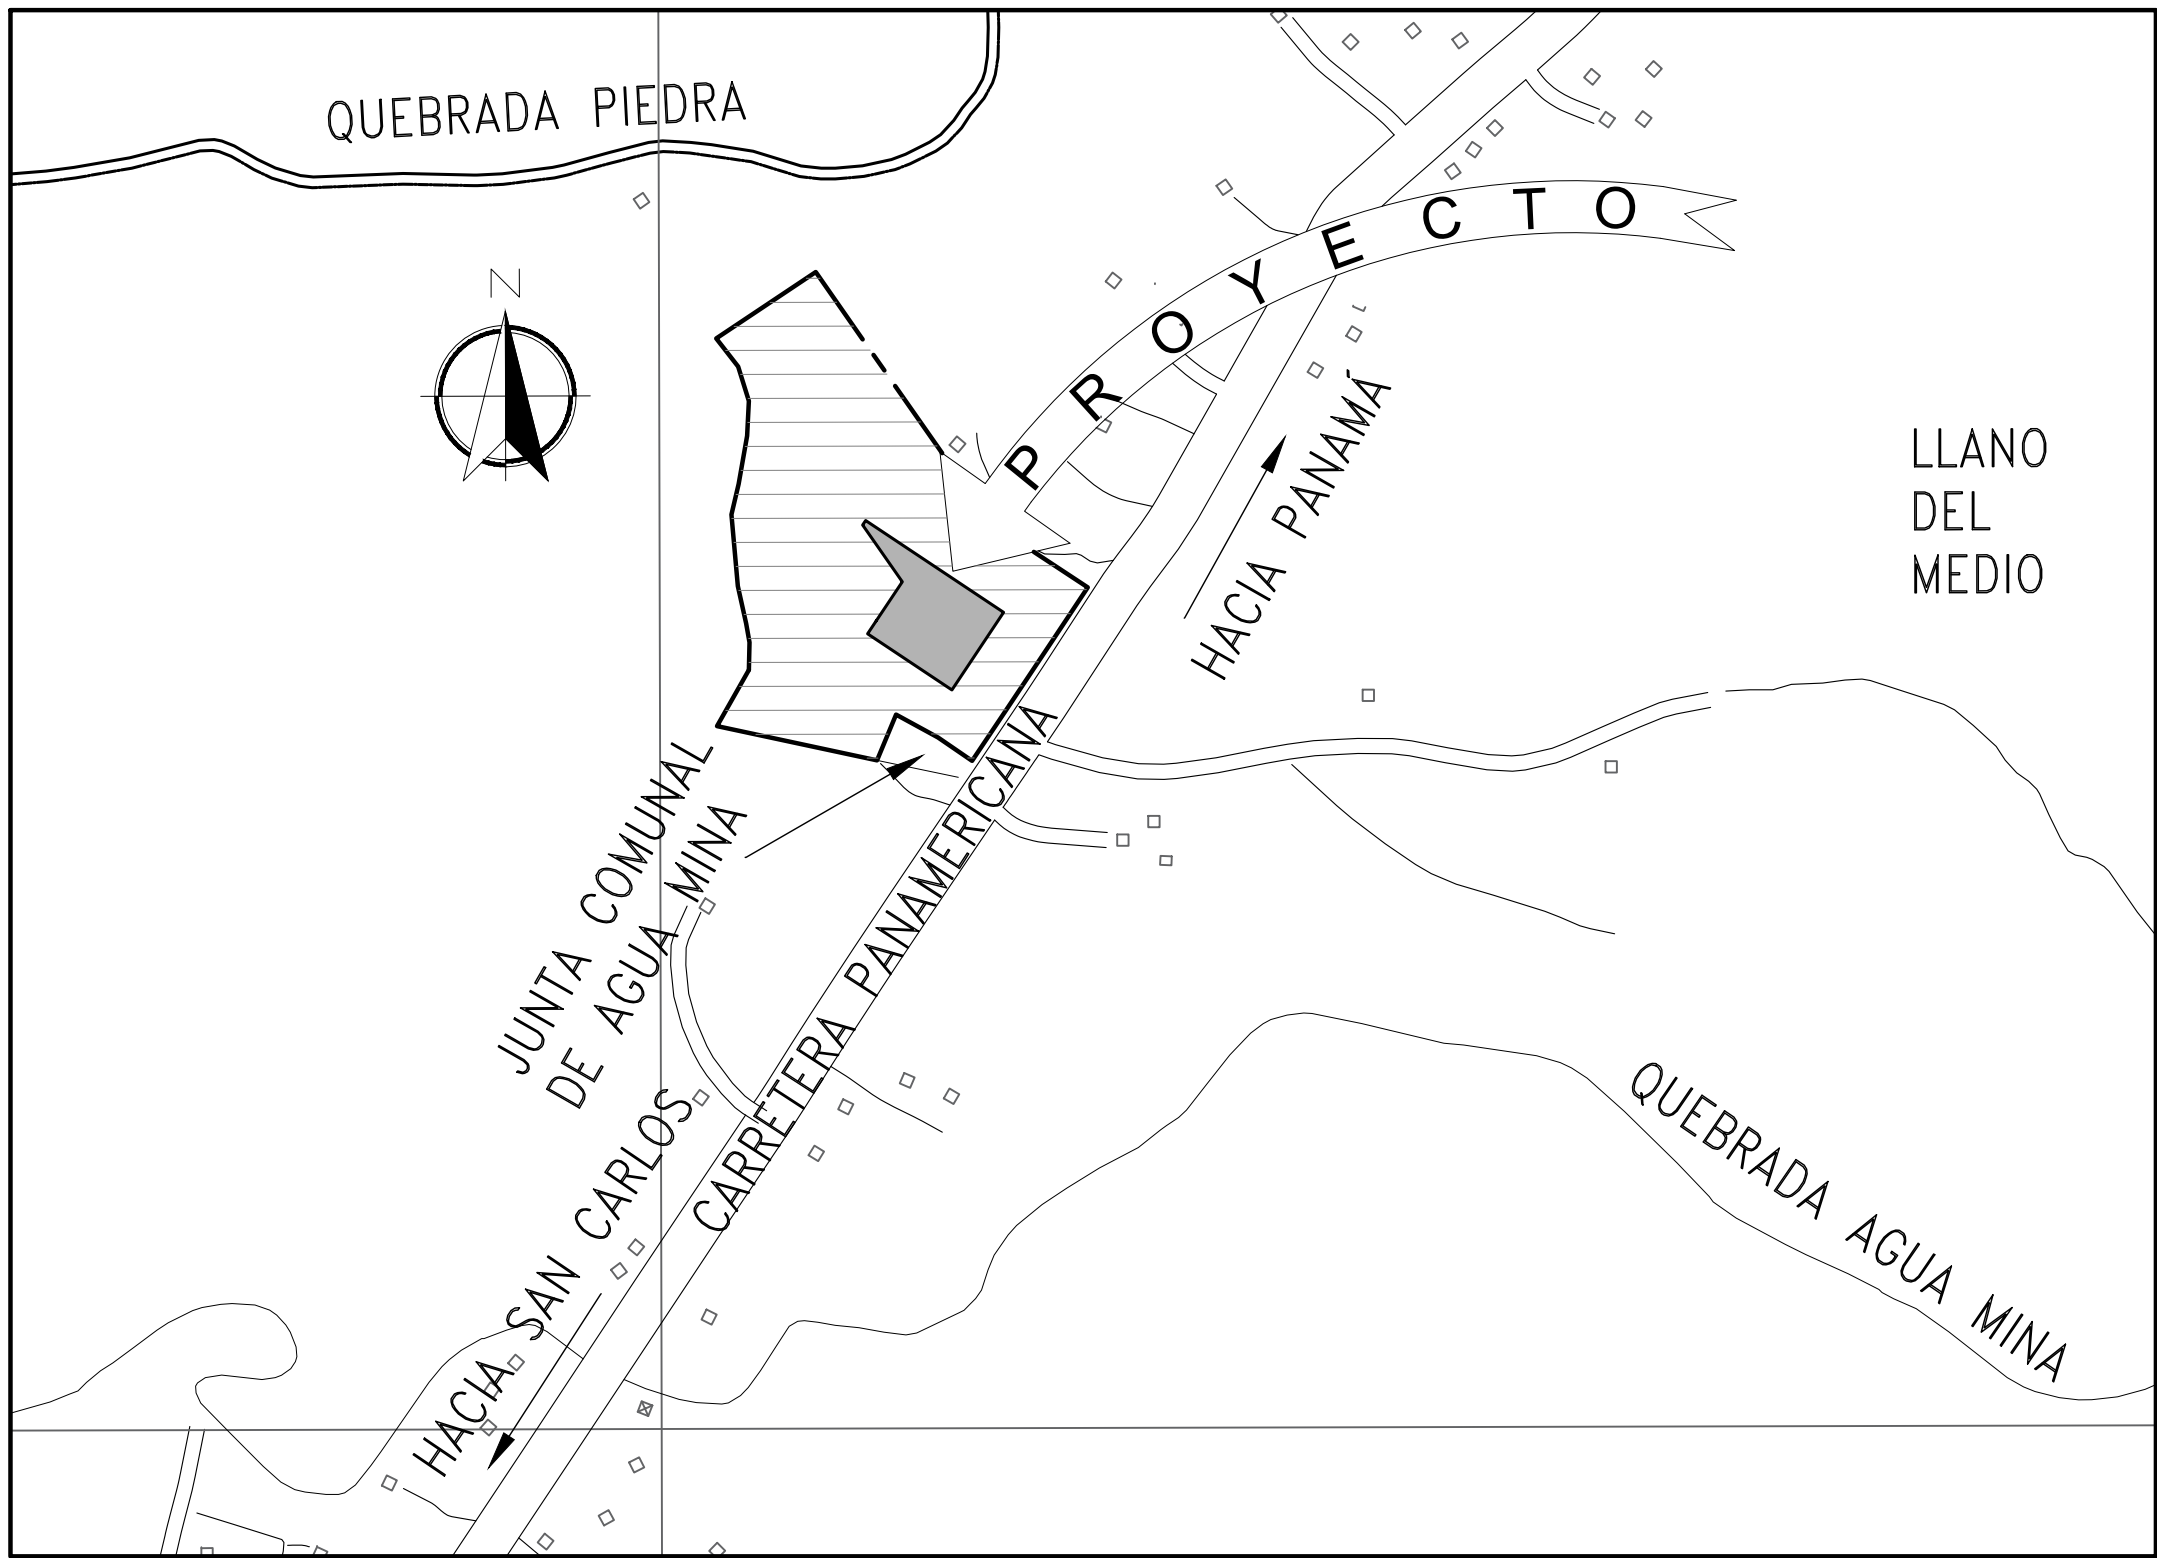 QUEBRADA PIEDRA
N
PROYECTO
HACIA PANAMÁ
LLANO
DEL
MEDIO
JUNTA COMUNAL
DE AGUA MINA
CARRETERA PANAMERICANA
HACIA SAN CARLOS
QUEBRADA AGUA MINA